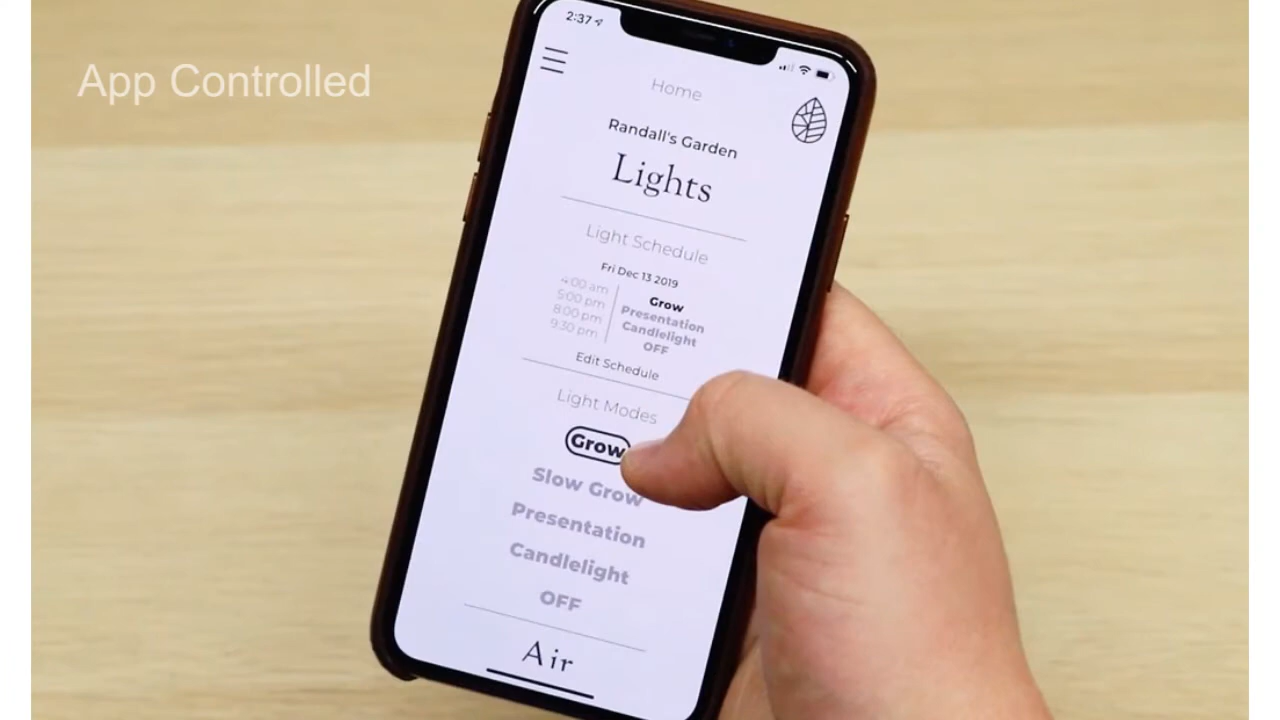 App Controlled
2:37
Home
Randall's Garden
Lights
Light Schedule
Fri Dec 13 2019
4:00 am Grow
5:00 pm Presentation
8:00 pm Candlelight
9:30 pm OFF
Edit Schedule
Light Modes
Grow
Slow Grow
Presentation
Candlelight
OFF
Air